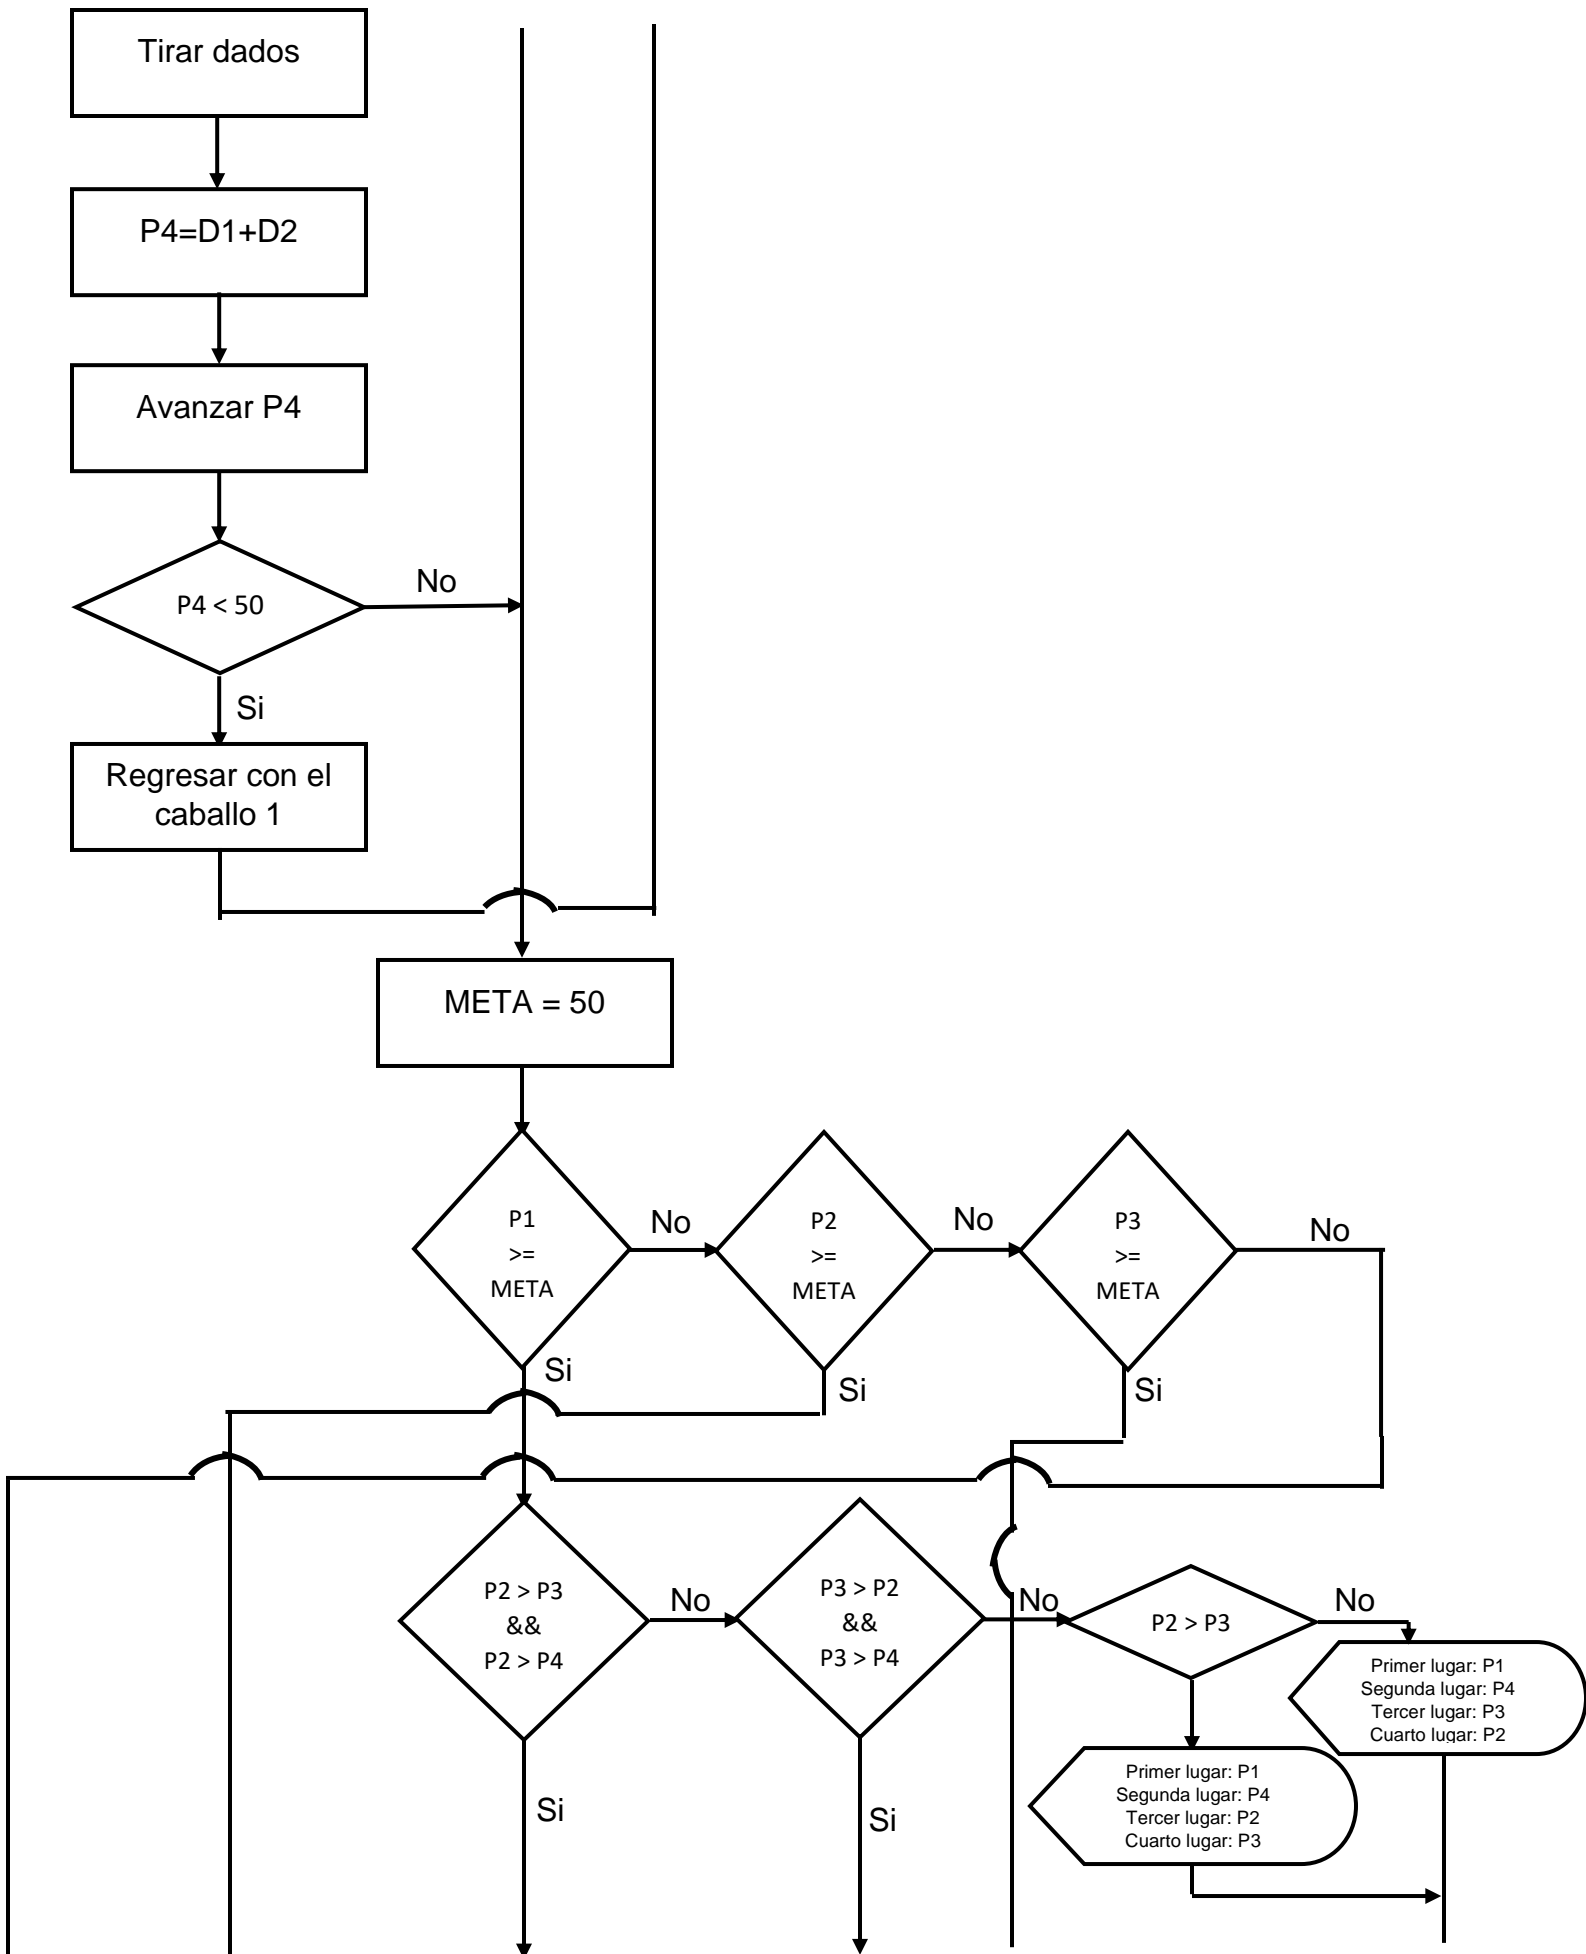 Tirar dados
P4=D1+D2
Avanzar P4
P4 < 50
No
Si
Regresar con el
caballo 1
META = 50
P1
>=
META
No
P2
>=
META
No
P3
>=
META
No
Si
Si
Si
P2 > P3
&&
P2 > P4
No
P3 > P2
&&
P3 > P4
No
P2 > P3
No
Primer lugar: P1
Segunda lugar: P4
Tercer lugar: P3
Cuarto lugar: P2
Primer lugar: P1
Segunda lugar: P4
Tercer lugar: P2
Cuarto lugar: P3
Si
Si